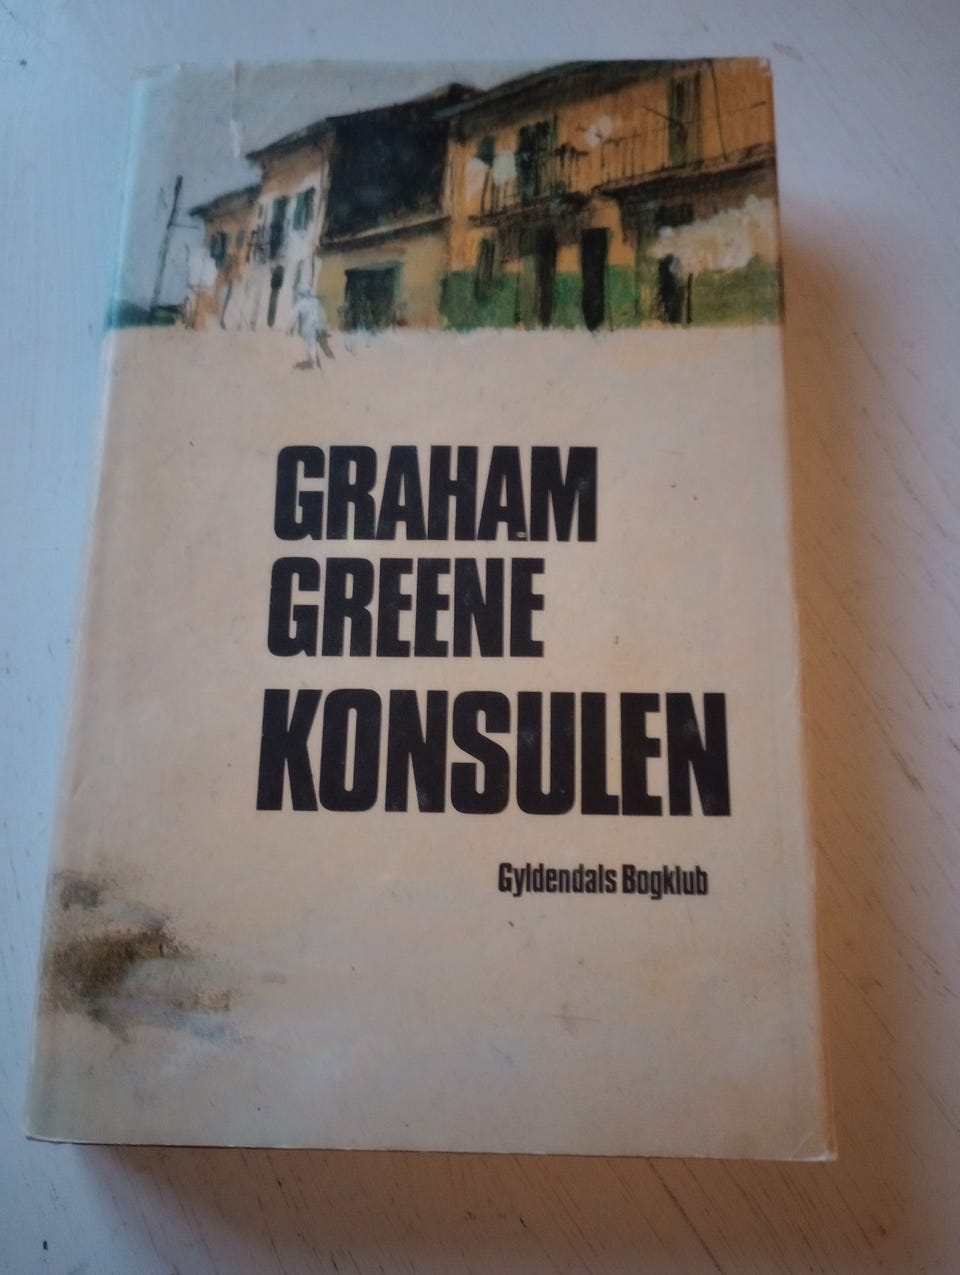 GRAHAM
GREENE
KONSULEN
Gyldendals Bogklub